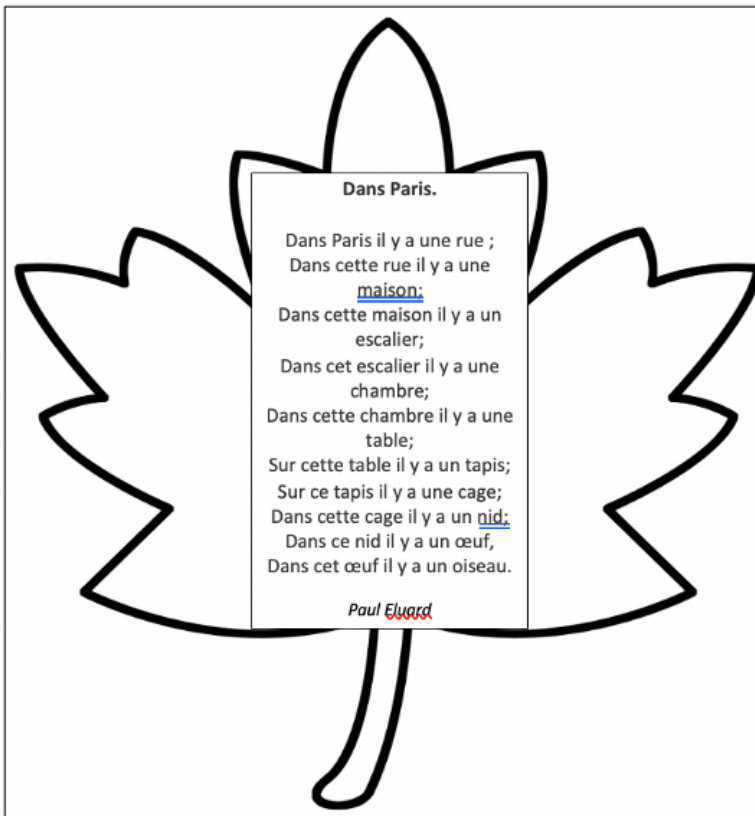 Dans Paris.
Dans Paris il y a une rue ;
Dans cette rue il y a une
maison;
Dans cette maison il y a un
escalier;
Dans cet escalier il y a une
chambre;
Dans cette chambre il y a une
table;
Sur cette table il y a un tapis;
Sur ce tapis il y a une cage;
Dans cette cage il y a un nid;
Dans ce nid il y a un œuf,
Dans cet œuf il y a un oiseau.
Paul Eluard